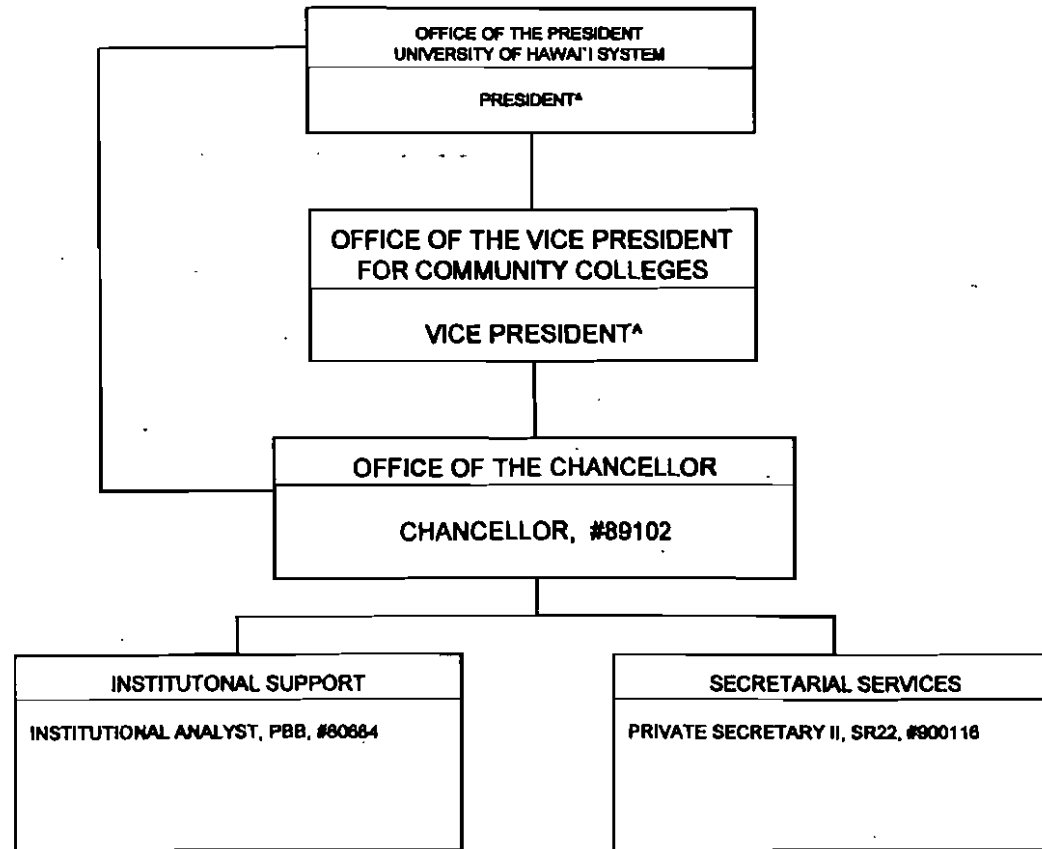 OFFICE OF THE PRESIDENT
UNIVERSITY OF HAWAI'I SYSTEM
PRESIDENT^
OFFICE OF THE VICE PRESIDENT
FOR COMMUNITY COLLEGES
VICE PRESIDENT^
OFFICE OF THE CHANCELLOR
CHANCELLOR, #89102
INSTITUTONAL SUPPORT
INSTITUTIONAL ANALYST, PBB, #80664
SECRETARIAL SERVICES
PRIVATE SECRETARY II, SR22, #900116